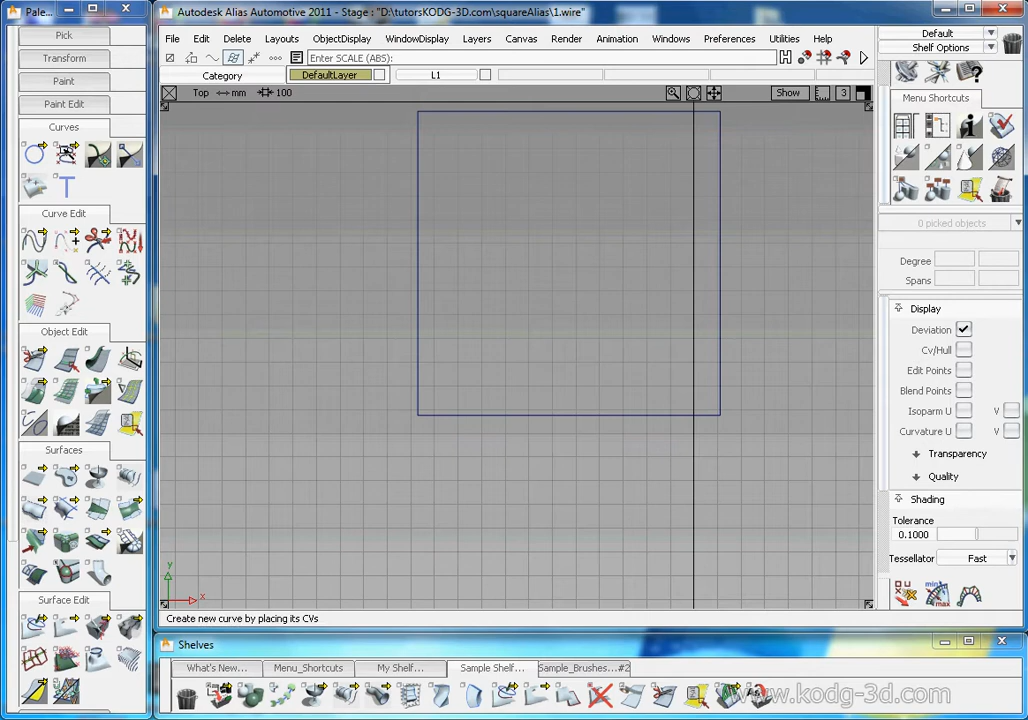 Pale...
Autodesk Alias Automotive 2011 - Stage : "D:\tutorsKODG-3D.com\squareAlias\1.wire"
Pick
Transform
Paint
Paint Edit
Curves
Curve Edit
Object Edit
Surfaces
Surface Edit
File Edit Delete Layouts ObjectDisplay WindowDisplay Layers Canvas Render Animation Windows Preferences Utilities Help
Enter SCALE (ABS):
Category DefaultLayer L1
Top mm 100 Show 3
y
x
Create new curve by placing its CVs
Default
Shelf Options
Menu Shortcuts
0 picked objects
Degree
Spans
Display
Deviation
Cv/Hull
Edit Points
Blend Points
Isoparm U V
Curvature U V
Transparency
Quality
Shading
Tolerance
0.1000
Tessellator Fast
min
max
Shelves
What's New... Menu_Shortcuts My Shelf... Sample Shelf... Sample_Brushes...#2
www.kodg-3d.com